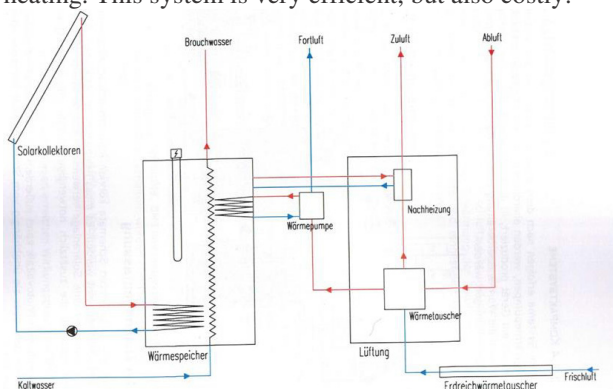 heating. This system is very efficient, but also costly.
Brauchwasser
Fortluft
Zuluft
Abluft
Solarkollektoren
Nachheizung
Wärmepumpe
Wärmetauscher
Wärmespeicher
Lüftung
Kaltwasser
Erdreichwärmetauscher
Frischluft